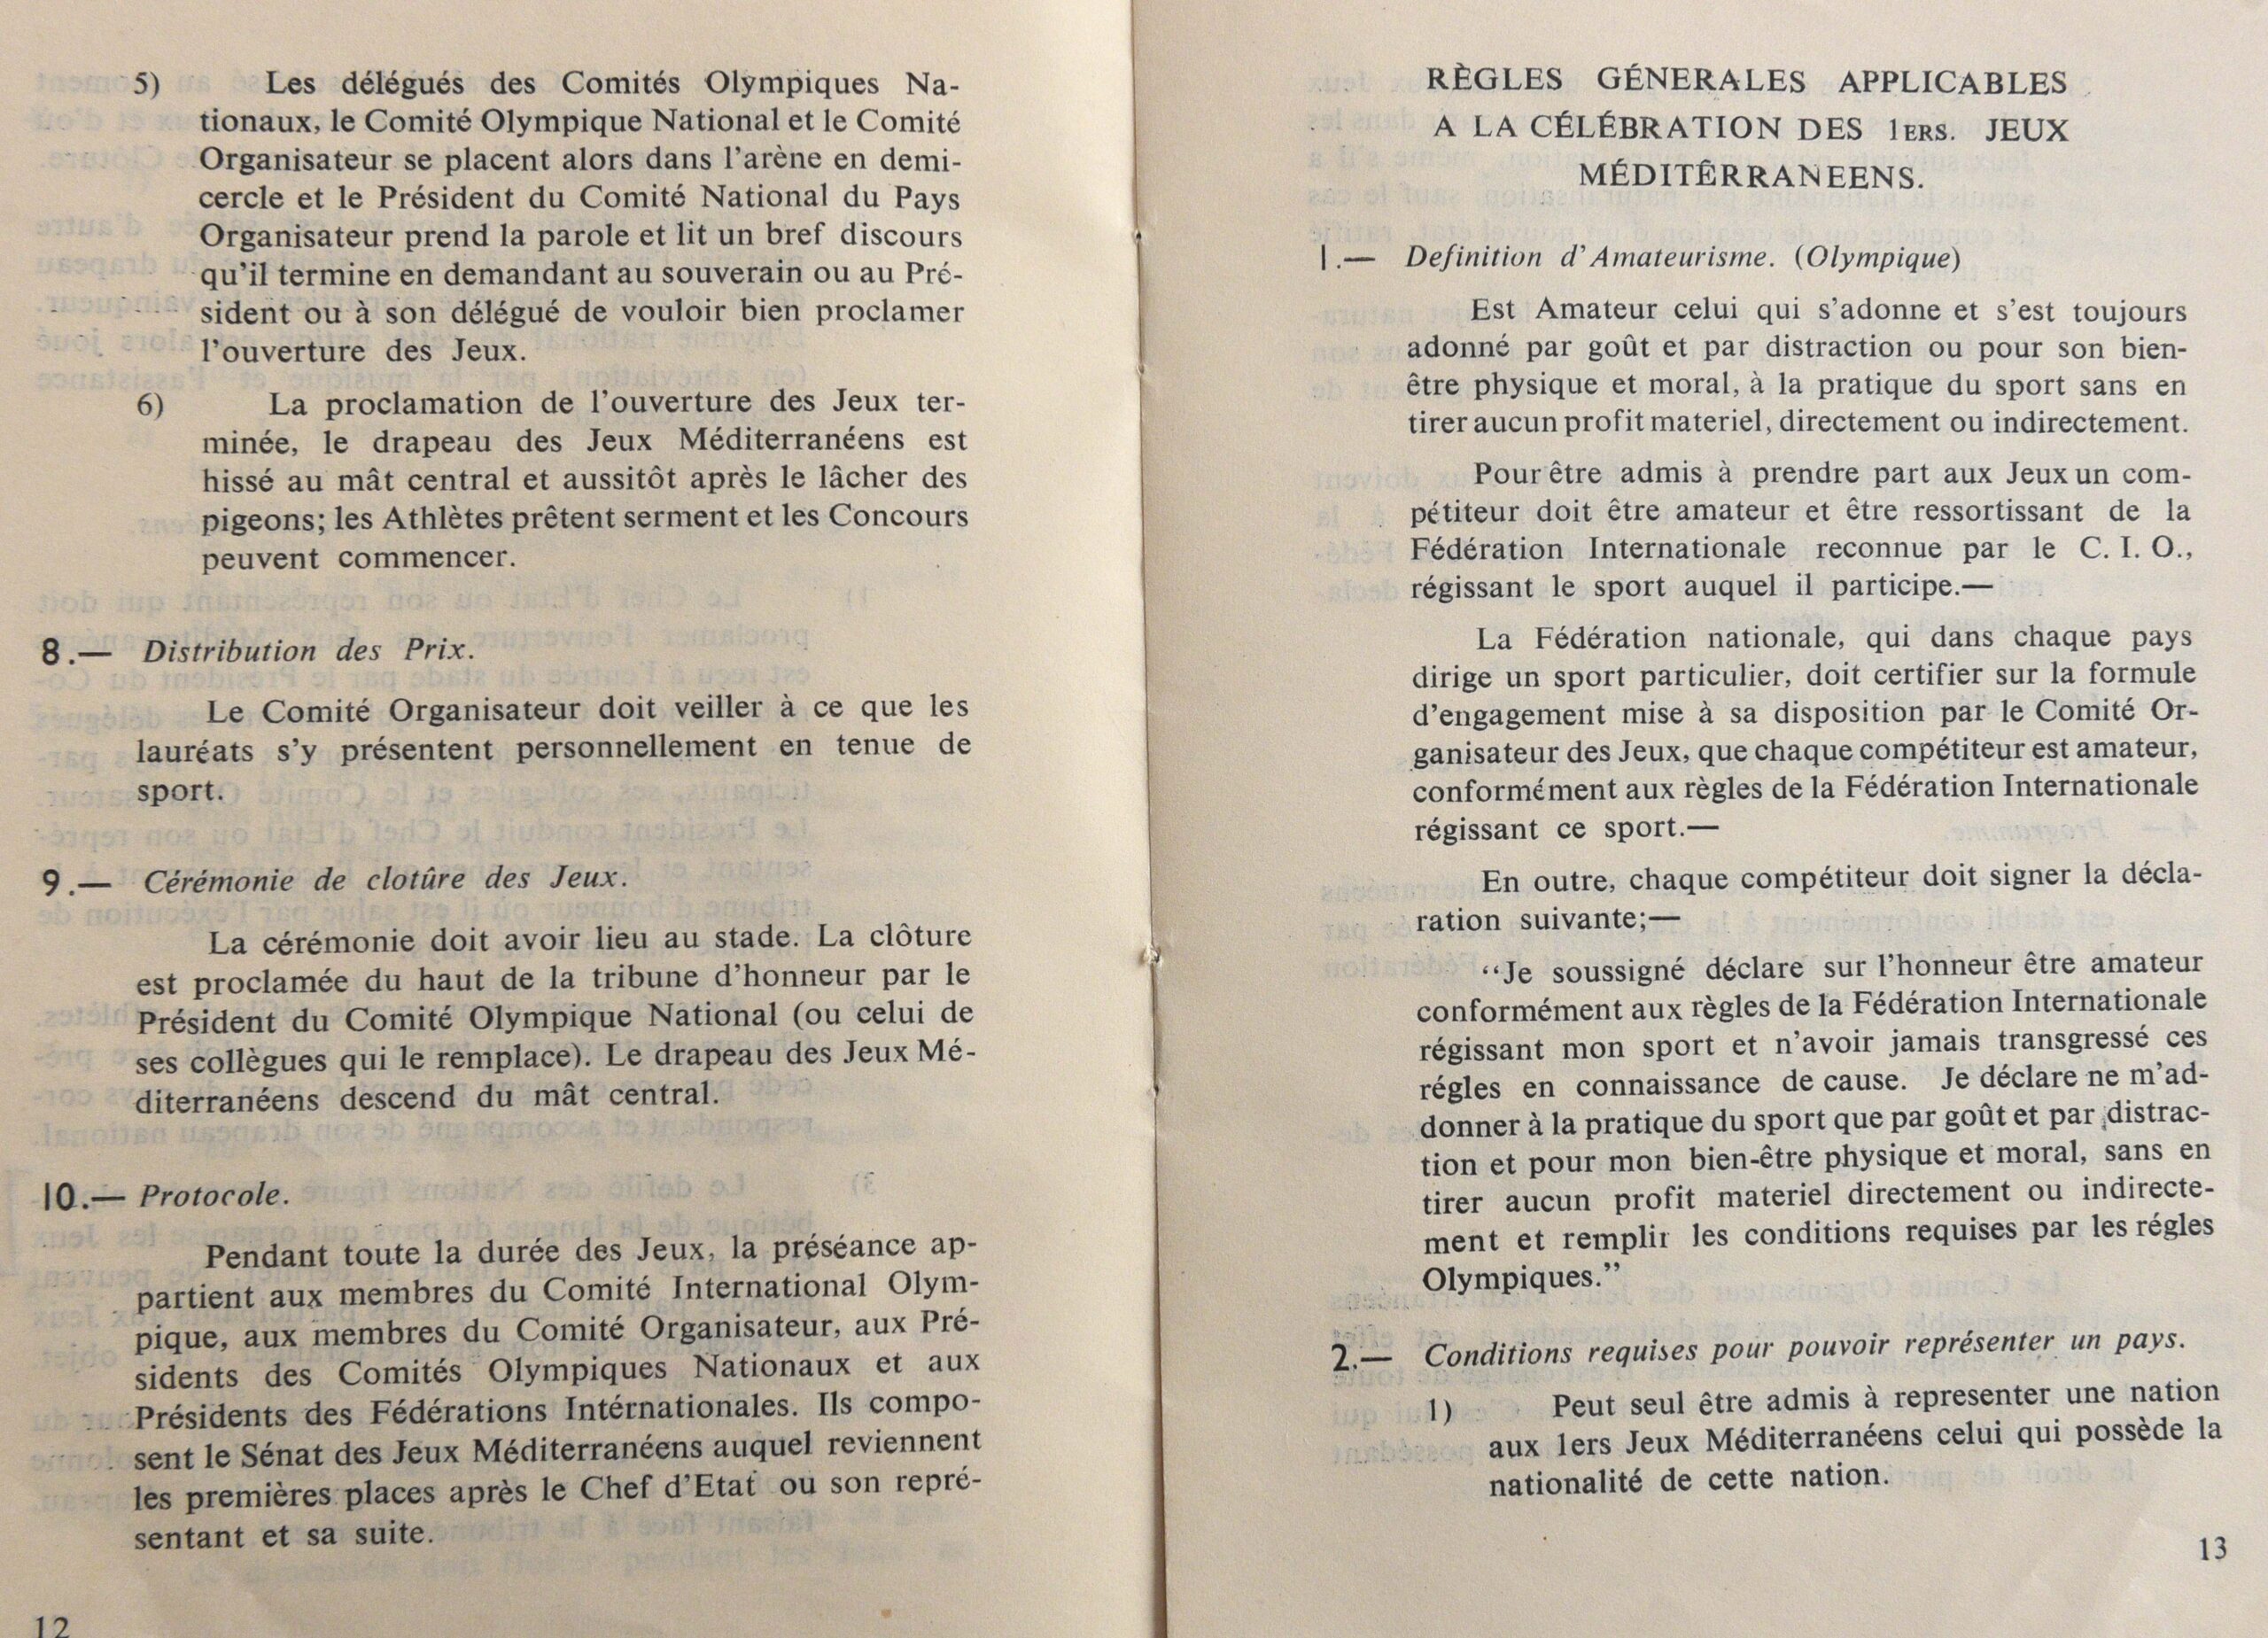 5) Les délégués des Comités Olympiques Na-
tionaux, le Comité Olympique National et le Comité
Organisateur se placent alors dans l'arène en demi-
cercle et le Président du Comité National du Pays
Organisateur prend la parole et lit un bref discours
qu'il termine en demandant au souverain ou au Pré-
sident ou à son délégué de vouloir bien proclamer
l'ouverture des Jeux.
6) La proclamation de l'ouverture des Jeux ter-
minée, le drapeau des Jeux Méditerranéens est
hissé au mât central et aussitôt après le lâcher des
pigeons; les Athlètes prêtent serment et les Concours
peuvent commencer.
8.— Distribution des Prix.
Le Comité Organisateur doit veiller à ce que les
lauréats s'y présentent personnellement en tenue de
sport.
9.— Cérémonie de clotûre des Jeux.
La cérémonie doit avoir lieu au stade. La clôture
est proclamée du haut de la tribune d'honneur par le
Président du Comité Olympique National (ou celui de
ses collègues qui le remplace). Le drapeau des Jeux Mé-
diterranéens descend du mât central.
10.— Protocole.
Pendant toute la durée des Jeux, la préséance ap-
partient aux membres du Comité International Olym-
pique, aux membres du Comité Organisateur, aux Pré-
sidents des Comités Olympiques Nationaux et aux
Présidents des Fédérations Intérnationales. Ils compo-
sent le Sénat des Jeux Méditerranéens auquel reviennent
les premières places après le Chef d'Etat ou son repré-
sentant et sa suite.
12
RÈGLES GÉNERALES APPLICABLES
A LA CÉLÉBRATION DES 1ERS. JEUX
MÉDITÊRRANEENS.
1.— Definition d'Amateurisme. (Olympique)
Est Amateur celui qui s'adonne et s'est toujours
adonné par goût et par distraction ou pour son bien-
être physique et moral, à la pratique du sport sans en
tirer aucun profit materiel, directement ou indirectement.
Pour être admis à prendre part aux Jeux un com-
pétiteur doit être amateur et être ressortissant de la
Fédération Internationale reconnue par le C. I. O.,
régissant le sport auquel il participe.—
La Fédération nationale, qui dans chaque pays
dirige un sport particulier, doit certifier sur la formule
d'engagement mise à sa disposition par le Comité Or-
ganisateur des Jeux, que chaque compétiteur est amateur,
conformément aux règles de la Fédération Internationale
régissant ce sport.—
En outre, chaque compétiteur doit signer la décla-
ration suivante;—
“Je soussigné déclare sur l'honneur être amateur
conformément aux règles de la Fédération Internationale
régissant mon sport et n'avoir jamais transgressé ces
régles en connaissance de cause. Je déclare ne m'ad-
donner à la pratique du sport que par goût et par distrac-
tion et pour mon bien-être physique et moral, sans en
tirer aucun profit materiel directement ou indirecte-
ment et remplir les conditions requises par les régles
Olympiques.”
2.— Conditions requises pour pouvoir représenter un pays.
1) Peut seul être admis à representer une nation
aux 1ers Jeux Méditerranéens celui qui possède la
nationalité de cette nation.
13